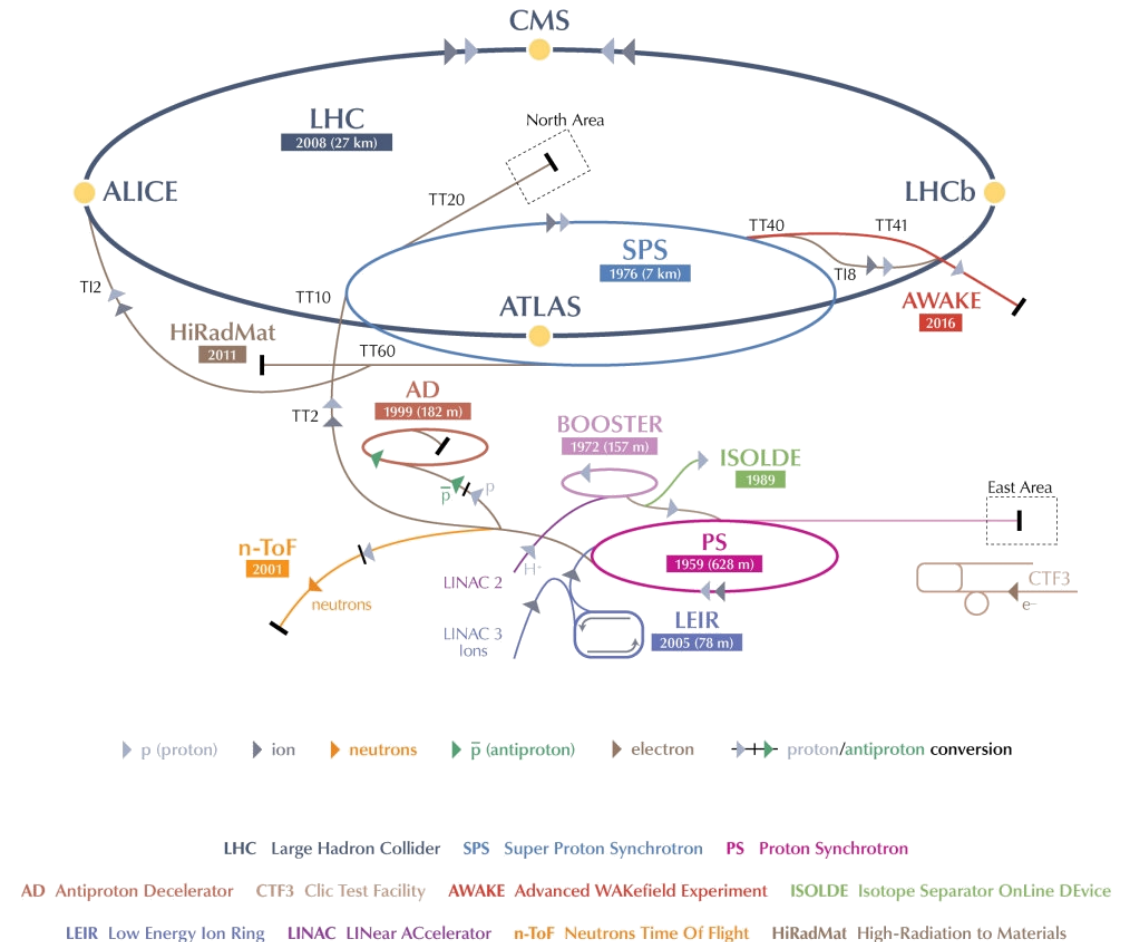 CMS
LHC
2008 (27 km)
North Area
ALICE
LHCb
TT20
TT40
TT41
SPS
1976 (7 km)
TI8
TI2
TT10
ATLAS
AWAKE
2016
HiRadMat
2011
TT60
AD
1999 (182 m)
TT2
BOOSTER
1972 (157 m)
ISOLDE
1989
p̅
p
East Area
n-ToF
2001
PS
1959 (628 m)
H-
LINAC 2
neutrons
CTF3
e-
LEIR
2005 (78 m)
LINAC 3
Ions
p (proton) ion neutrons p̅ (antiproton) electron proton/antiproton conversion
LHC Large Hadron Collider SPS Super Proton Synchrotron PS Proton Synchrotron
AD Antiproton Decelerator CTF3 Clic Test Facility AWAKE Advanced WAKefield Experiment ISOLDE Isotope Separator OnLine DEvice
LEIR Low Energy Ion Ring LINAC LINear ACcelerator n-ToF Neutrons Time Of Flight HiRadMat High-Radiation to Materials